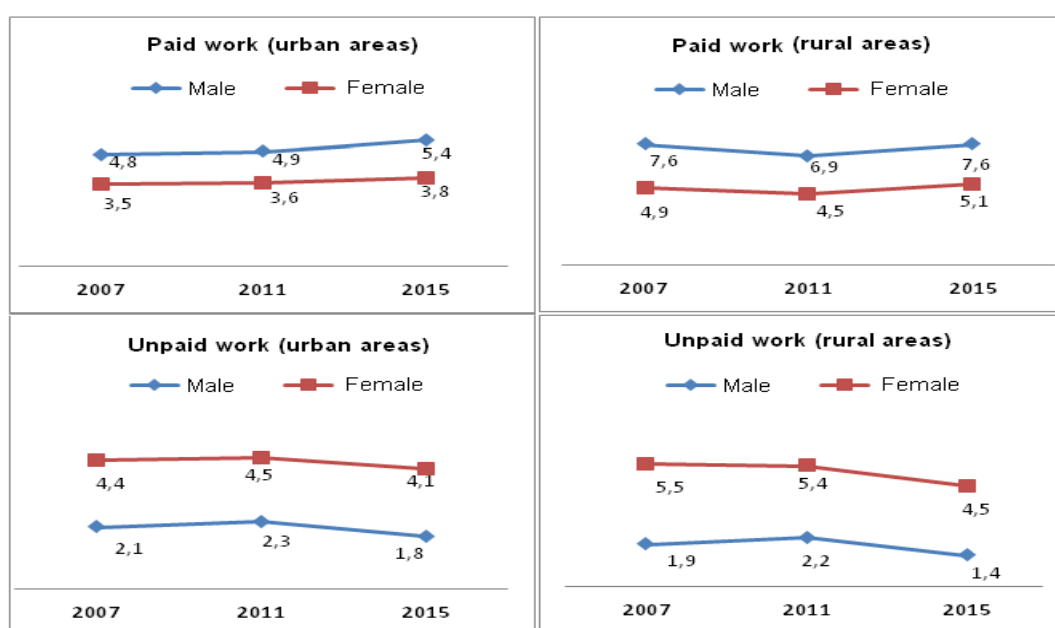 Paid work (urban areas)
Male Female
4,8 4,9 5,4
3,5 3,6 3,8
2007 2011 2015
Paid work (rural areas)
Male Female
7,6 6,9 7,6
4,9 4,5 5,1
2007 2011 2015
Unpaid work (urban areas)
Male Female
4,4 4,5 4,1
2,1 2,3 1,8
2007 2011 2015
Unpaid work (rural areas)
Male Female
5,5 5,4 4,5
1,9 2,2 1,4
2007 2011 2015